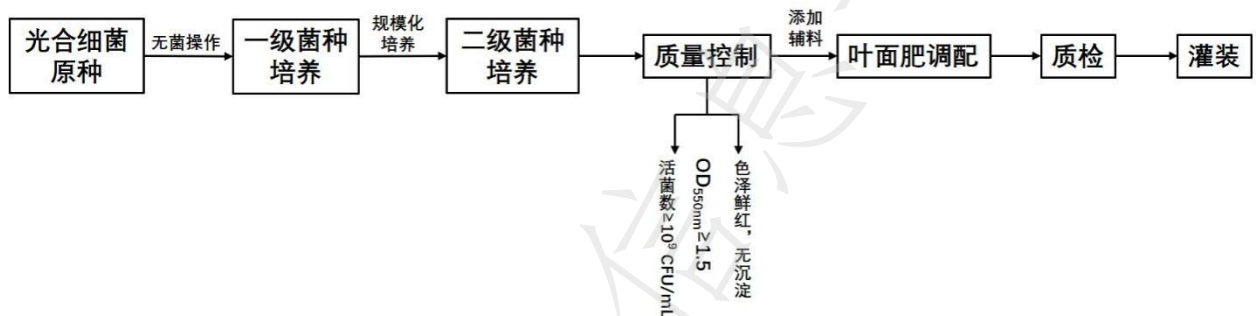 光合细菌
原种
无菌操作
一级菌种
培养
规模化
培养
二级菌种
培养
质量控制
添加
辅料
叶面肥调配
质检
灌装
活菌数≥10⁹ CFU/mL
OD550nm≥1.5
色泽鲜红，无沉淀
信息